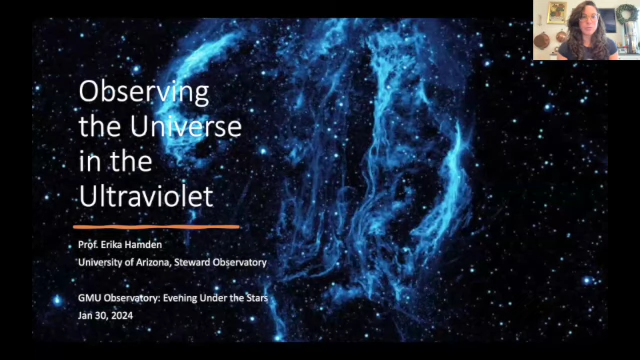 Observing
the Universe
in the
Ultraviolet
Prof. Erika Hamden
University of Arizona, Steward Observatory
GMU Observatory: Evening Under the Stars
Jan 30, 2024